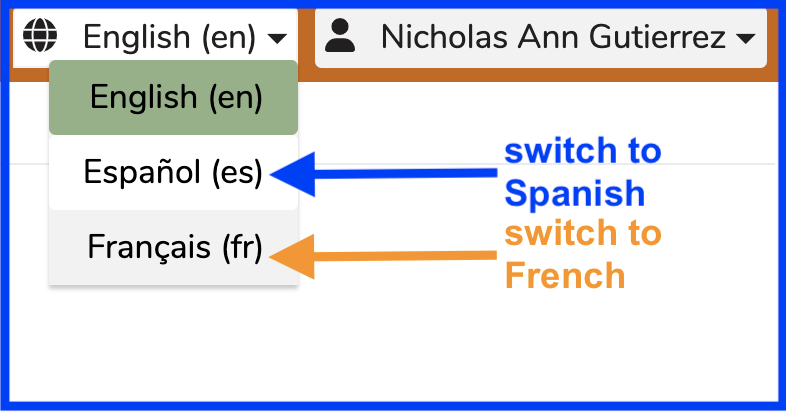 English (en) Nicholas Ann Gutierrez
English (en)
Español (es)
Français (fr)
switch to
Spanish
switch to
French